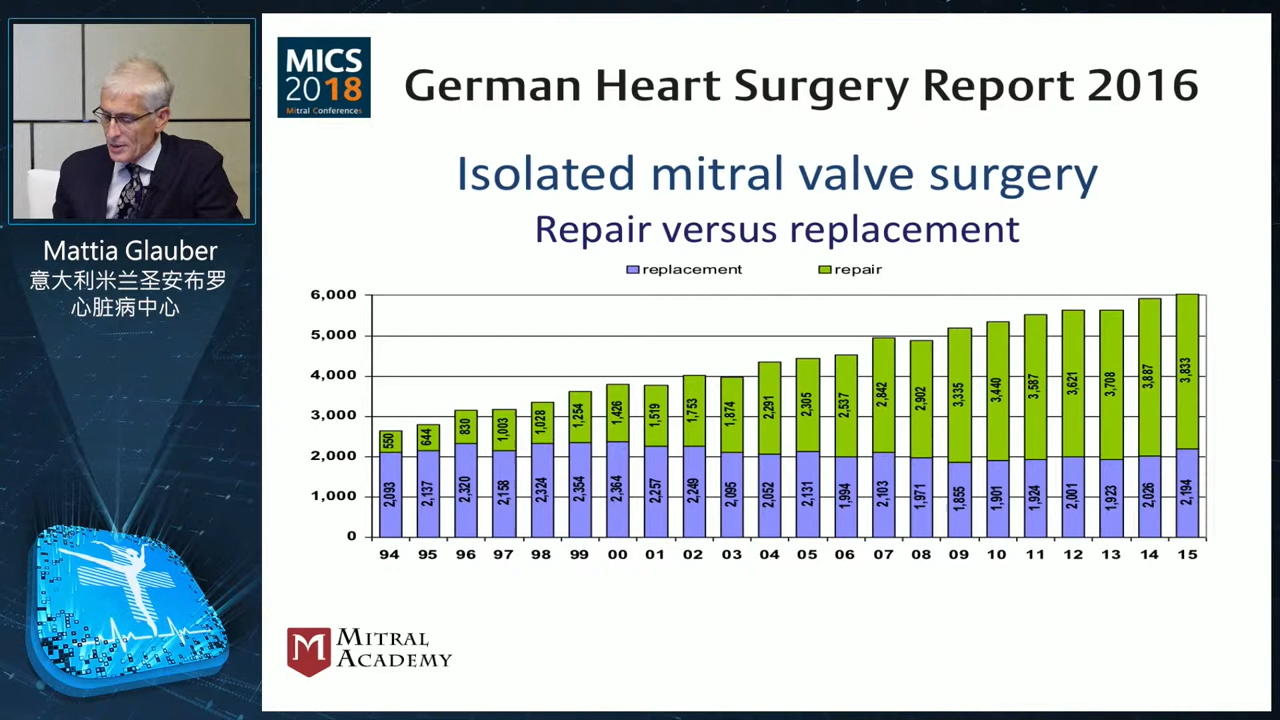 MICS
2018
Mitral Conferences
German Heart Surgery Report 2016
Isolated mitral valve surgery
Repair versus replacement
replacement repair
Mattia Glauber
意大利米兰圣安布罗
心脏病中心
6,000
5,000
4,000
3,000
2,000
1,000
0
550 644 830 1,003 1,028 1,254 1,426 1,519 1,753 1,874 2,291 2,305 2,537 2,842 2,902 3,335 3,440 3,587 3,621 3,708 3,887 3,833
2,093 2,137 2,320 2,158 2,324 2,354 2,364 2,257 2,249 2,095 2,052 2,131 1,994 2,103 1,971 1,855 1,901 1,924 2,001 1,923 2,026 2,194
94 95 96 97 98 99 00 01 02 03 04 05 06 07 08 09 10 11 12 13 14 15
M MITRAL
ACADEMY